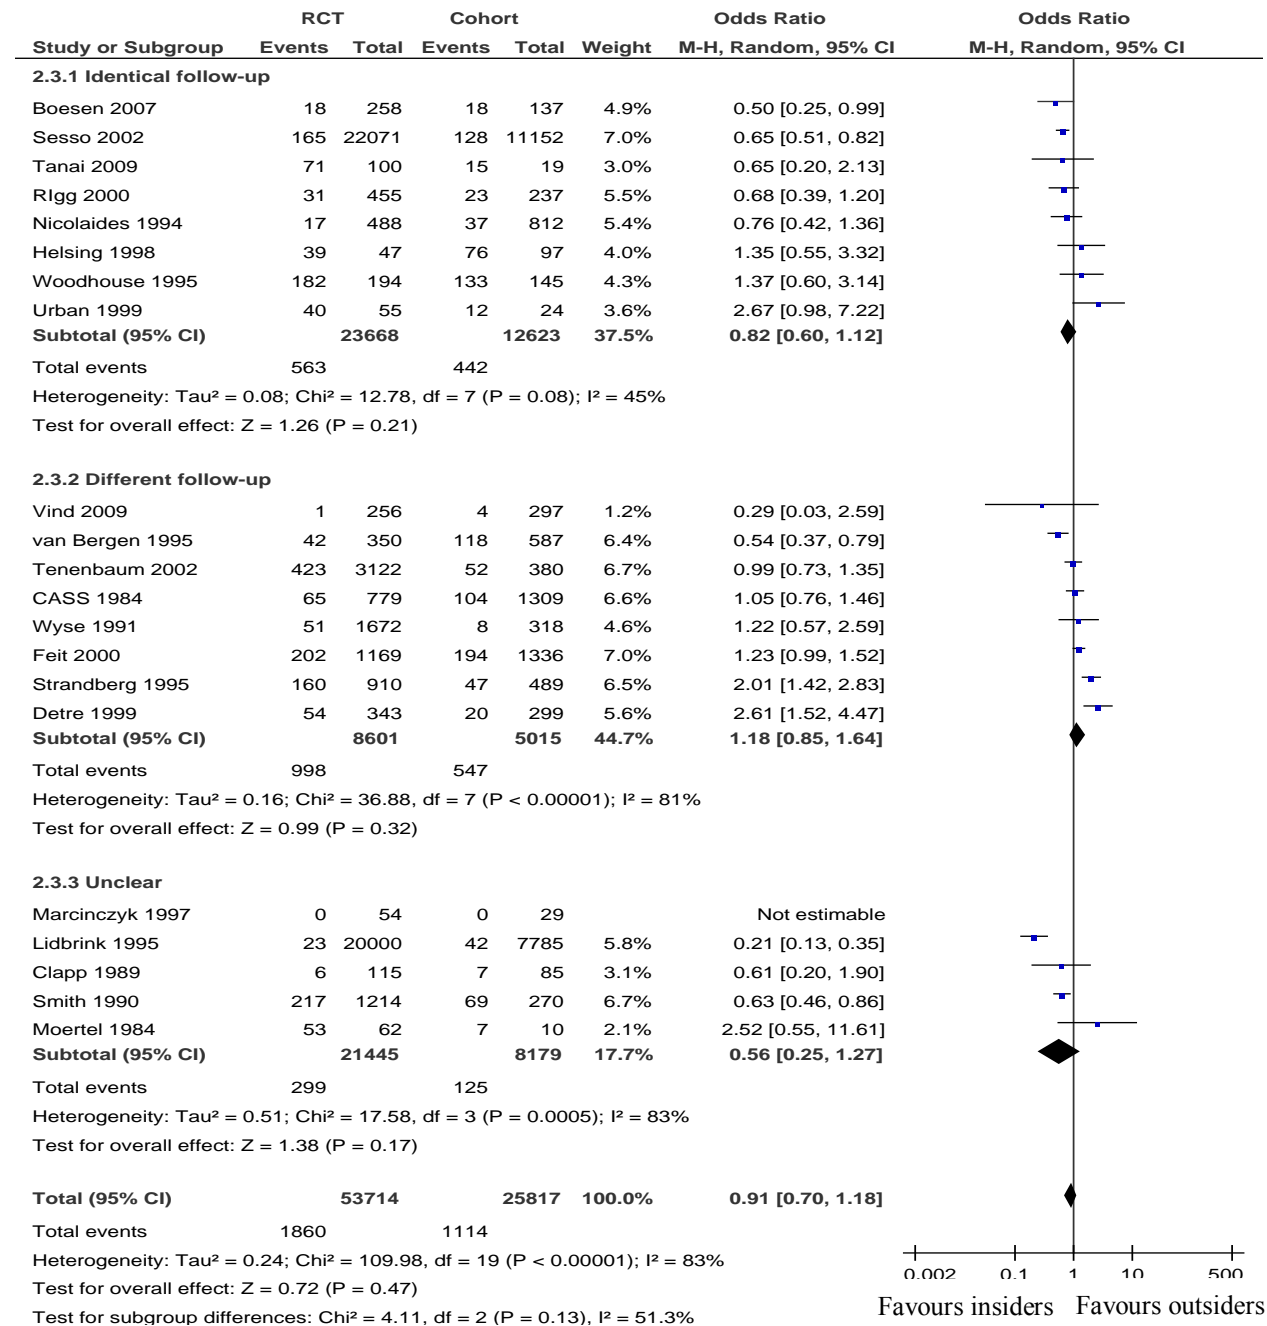 RCT Cohort Odds Ratio Odds Ratio
Study or Subgroup Events Total Events Total Weight M-H, Random, 95% CI M-H, Random, 95% CI
2.3.1 Identical follow-up
Boesen 2007 18 258 18 137 4.9% 0.50 [0.25, 0.99]
Sesso 2002 165 22071 128 11152 7.0% 0.65 [0.51, 0.82]
Tanai 2009 71 100 15 19 3.0% 0.65 [0.20, 2.13]
RIgg 2000 31 455 23 237 5.5% 0.68 [0.39, 1.20]
Nicolaides 1994 17 488 37 812 5.4% 0.76 [0.42, 1.36]
Helsing 1998 39 47 76 97 4.0% 1.35 [0.55, 3.32]
Woodhouse 1995 182 194 133 145 4.3% 1.37 [0.60, 3.14]
Urban 1999 40 55 12 24 3.6% 2.67 [0.98, 7.22]
Subtotal (95% CI) 23668 12623 37.5% 0.82 [0.60, 1.12]
Total events 563 442
Heterogeneity: Tau² = 0.08; Chi² = 12.78, df = 7 (P = 0.08); I² = 45%
Test for overall effect: Z = 1.26 (P = 0.21)
2.3.2 Different follow-up
Vind 2009 1 256 4 297 1.2% 0.29 [0.03, 2.59]
van Bergen 1995 42 350 118 587 6.4% 0.54 [0.37, 0.79]
Tenenbaum 2002 423 3122 52 380 6.7% 0.99 [0.73, 1.35]
CASS 1984 65 779 104 1309 6.6% 1.05 [0.76, 1.46]
Wyse 1991 51 1672 8 318 4.6% 1.22 [0.57, 2.59]
Feit 2000 202 1169 194 1336 7.0% 1.23 [0.99, 1.52]
Strandberg 1995 160 910 47 489 6.5% 2.01 [1.42, 2.83]
Detre 1999 54 343 20 299 5.6% 2.61 [1.52, 4.47]
Subtotal (95% CI) 8601 5015 44.7% 1.18 [0.85, 1.64]
Total events 998 547
Heterogeneity: Tau² = 0.16; Chi² = 36.88, df = 7 (P < 0.00001); I² = 81%
Test for overall effect: Z = 0.99 (P = 0.32)
2.3.3 Unclear
Marcinczyk 1997 0 54 0 29 Not estimable
Lidbrink 1995 23 20000 42 7785 5.8% 0.21 [0.13, 0.35]
Clapp 1989 6 115 7 85 3.1% 0.61 [0.20, 1.90]
Smith 1990 217 1214 69 270 6.7% 0.63 [0.46, 0.86]
Moertel 1984 53 62 7 10 2.1% 2.52 [0.55, 11.61]
Subtotal (95% CI) 21445 8179 17.7% 0.56 [0.25, 1.27]
Total events 299 125
Heterogeneity: Tau² = 0.51; Chi² = 17.58, df = 3 (P = 0.0005); I² = 83%
Test for overall effect: Z = 1.38 (P = 0.17)
Total (95% CI) 53714 25817 100.0% 0.91 [0.70, 1.18]
Total events 1860 1114
Heterogeneity: Tau² = 0.24; Chi² = 109.98, df = 19 (P < 0.00001); I² = 83%
Test for overall effect: Z = 0.72 (P = 0.47)
Test for subgroup differences: Chi² = 4.11, df = 2 (P = 0.13), I² = 51.3%
0.002 0.1 1 10 500
Favours insiders Favours outsiders